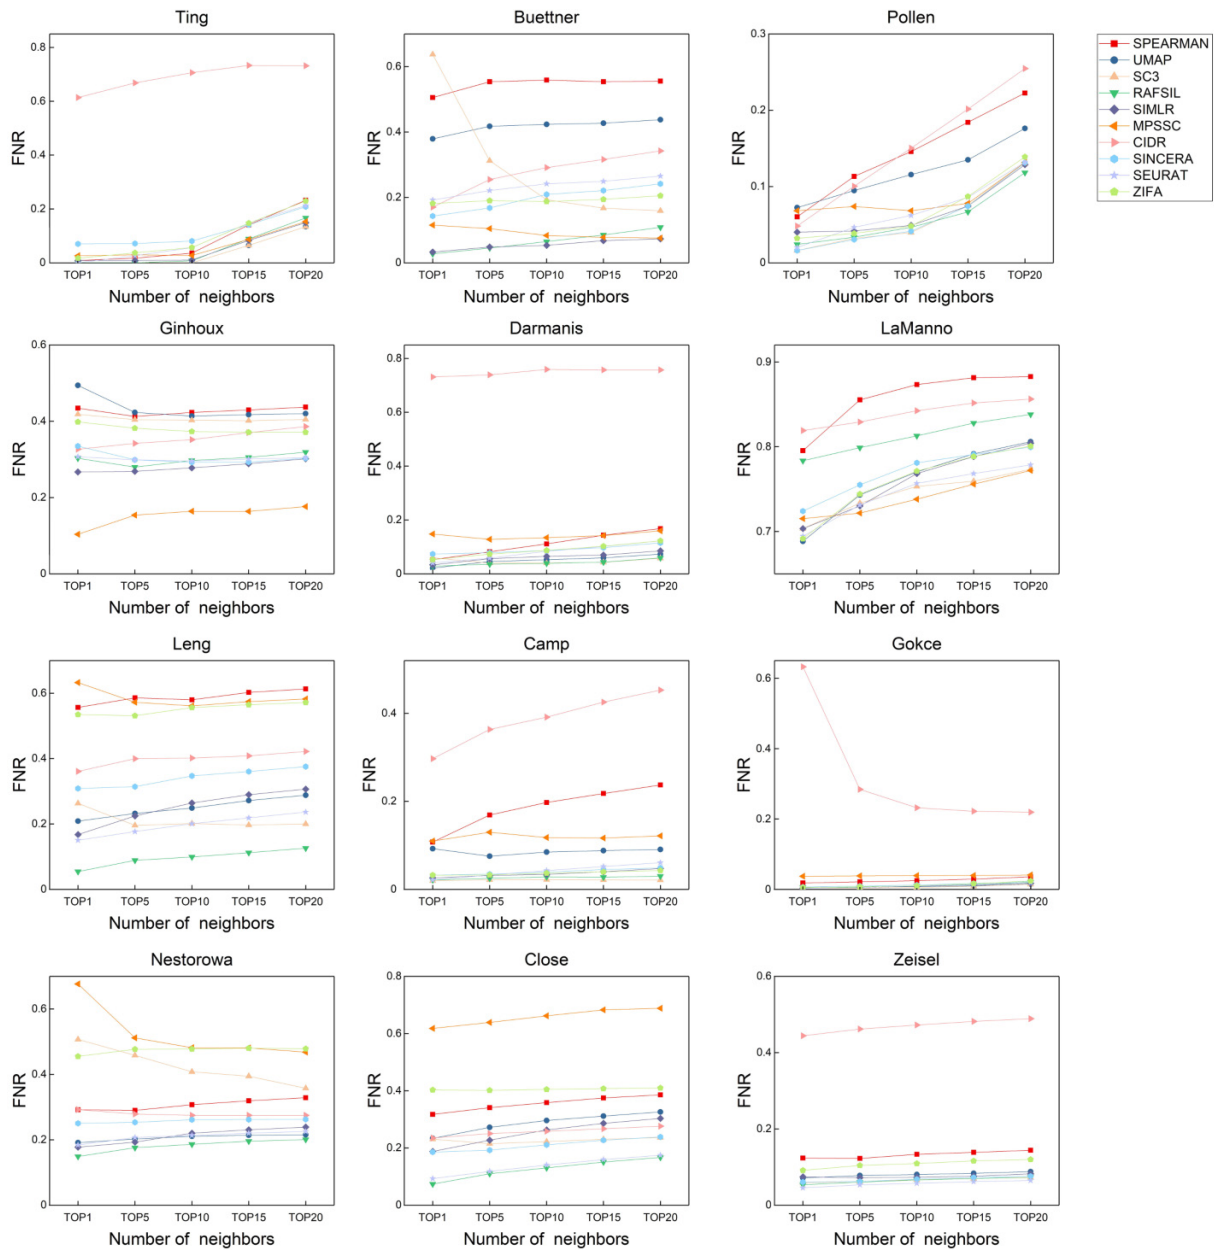 Ting
Buettner
Pollen
FNR
0.8
0.6
0.4
0.2
0
TOP1 TOP5 TOP10 TOP15 TOP20
Number of neighbors
FNR
0.6
0.4
0.2
0
TOP1 TOP5 TOP10 TOP15 TOP20
Number of neighbors
FNR
0.3
0.2
0.1
0
TOP1 TOP5 TOP10 TOP15 TOP20
Number of neighbors
SPEARMAN
UMAP
SC3
RAFSIL
SIMLR
MPSSC
CIDR
SINCERA
SEURAT
ZIFA
Ginhoux
Darmanis
LaManno
FNR
0.6
0.4
0.2
0
TOP1 TOP5 TOP10 TOP15 TOP20
Number of neighbors
FNR
0.8
0.6
0.4
0.2
0
TOP1 TOP5 TOP10 TOP15 TOP20
Number of neighbors
FNR
0.9
0.8
0.7
TOP1 TOP5 TOP10 TOP15 TOP20
Number of neighbors
Leng
Camp
Gokce
FNR
0.6
0.4
0.2
0
TOP1 TOP5 TOP10 TOP15 TOP20
Number of neighbors
FNR
0.4
0.2
0
TOP1 TOP5 TOP10 TOP15 TOP20
Number of neighbors
FNR
0.6
0.4
0.2
0
TOP1 TOP5 TOP10 TOP15 TOP20
Number of neighbors
Nestorowa
Close
Zeisel
FNR
0.6
0.4
0.2
0
TOP1 TOP5 TOP10 TOP15 TOP20
Number of neighbors
FNR
0.8
0.6
0.4
0.2
0
TOP1 TOP5 TOP10 TOP15 TOP20
Number of neighbors
FNR
0.6
0.4
0.2
0
TOP1 TOP5 TOP10 TOP15 TOP20
Number of neighbors